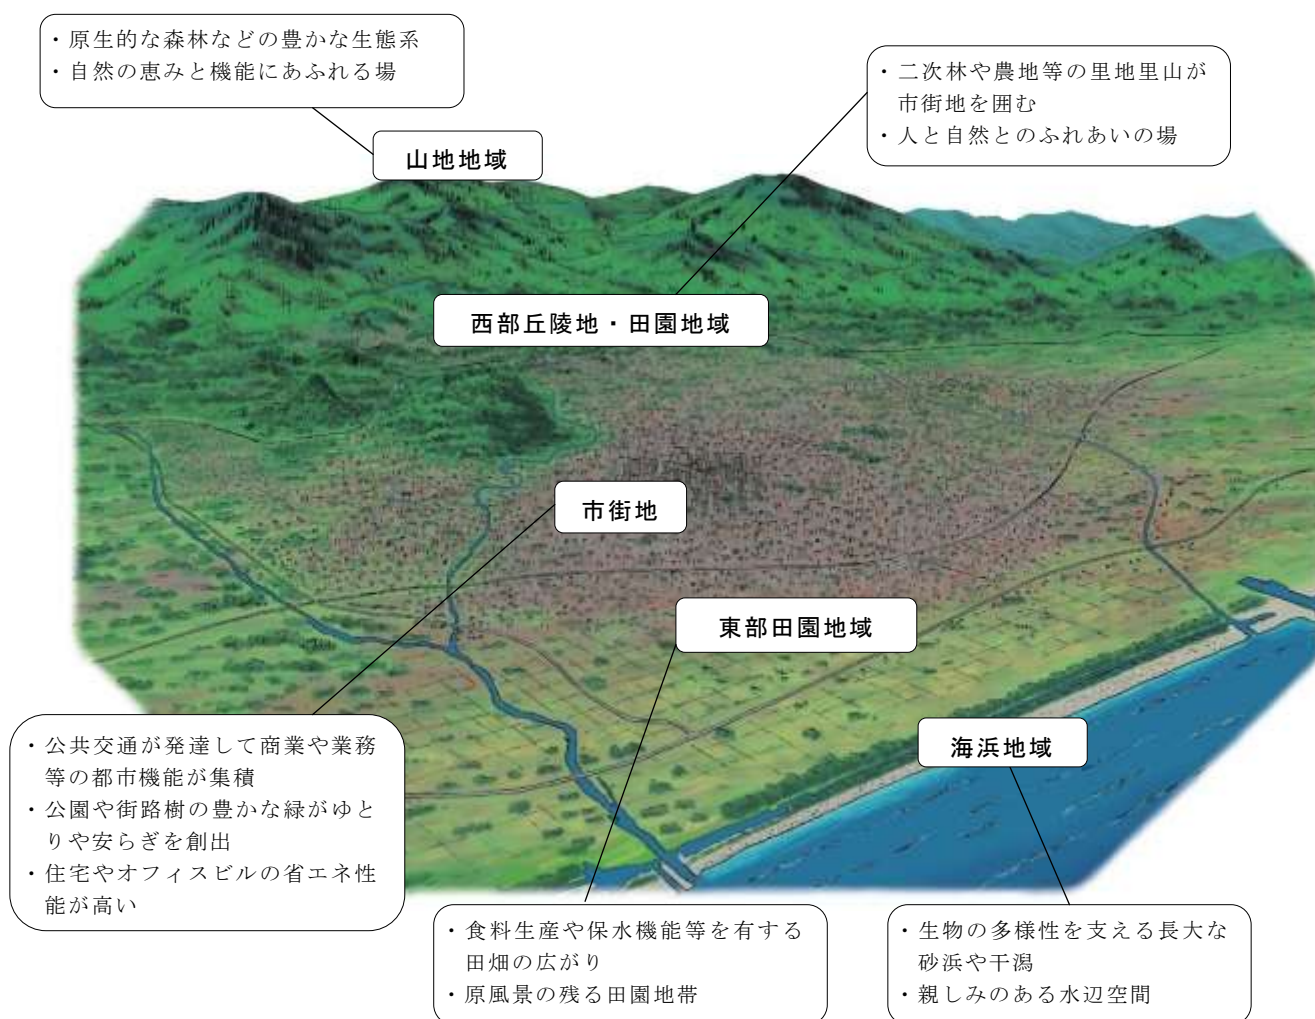 ・原生的な森林などの豊かな生態系
・自然の恵みと機能にあふれる場
山地地域
・二次林や農地等の里地里山が
市街地を囲む
・人と自然とのふれあいの場
西部丘陵地・田園地域
市街地
・公共交通が発達して商業や業務
等の都市機能が集積
・公園や街路樹の豊かな緑がゆと
りや安らぎを創出
・住宅やオフィスビルの省エネ性
能が高い
東部田園地域
・食料生産や保水機能等を有する
田畑の広がり
・原風景の残る田園地帯
海浜地域
・生物の多様性を支える長大な
砂浜や干潟
・親しみのある水辺空間